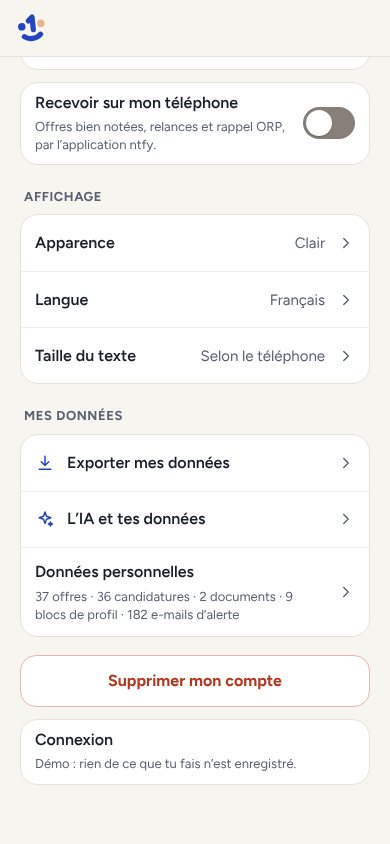 Recevoir sur mon téléphone
Offres bien notées, relances et rappel ORP,
par l’application ntfy.
AFFICHAGE
Apparence
Clair
Langue
Français
Taille du texte
Selon le téléphone
MES DONNÉES
Exporter mes données
L’IA et tes données
Données personnelles
37 offres · 36 candidatures · 2 documents · 9
blocs de profil · 182 e-mails d’alerte
Supprimer mon compte
Connexion
Démo : rien de ce que tu fais n’est enregistré.